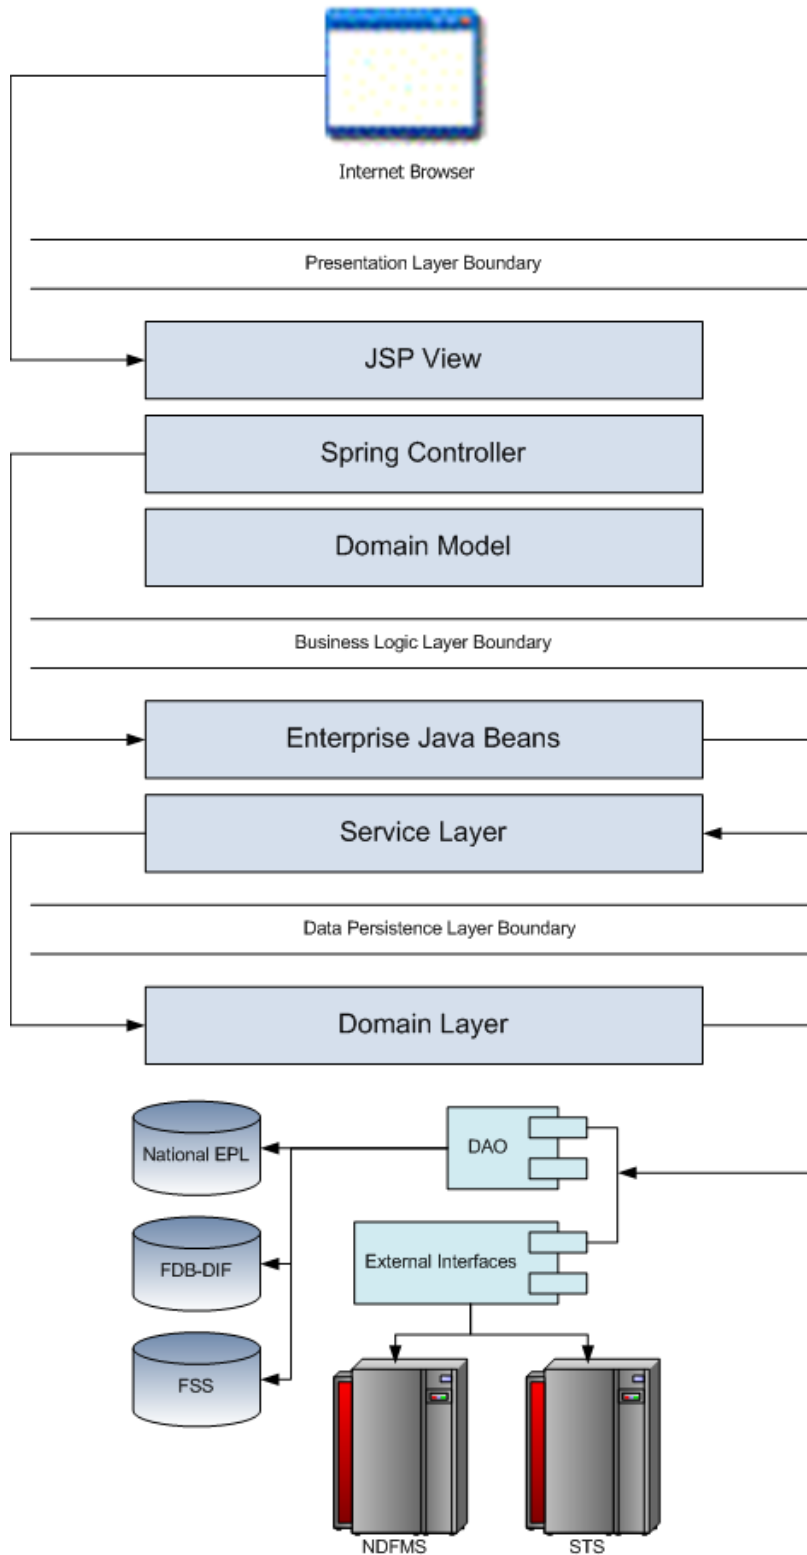 Internet Browser
Presentation Layer Boundary
JSP View
Spring Controller
Domain Model
Business Logic Layer Boundary
Enterprise Java Beans
Service Layer
Data Persistence Layer Boundary
Domain Layer
National EPL
DAO
FDB-DIF
External Interfaces
FSS
NDFMS
STS